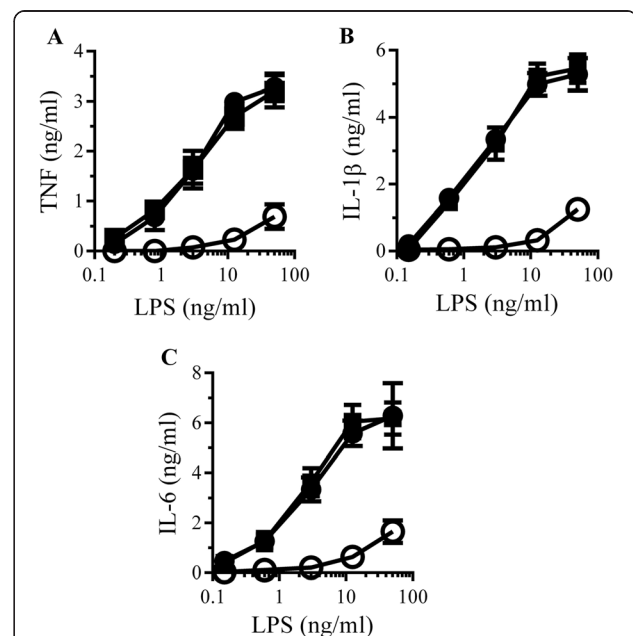 A
TNF (ng/ml)
4
3
2
1
0
0.1 1 10 100
LPS (ng/ml)
B
IL-1β (ng/ml)
6
4
2
0
0.1 1 10 100
LPS (ng/ml)
C
IL-6 (ng/ml)
8
6
4
2
0
0.1 1 10 100
LPS (ng/ml)